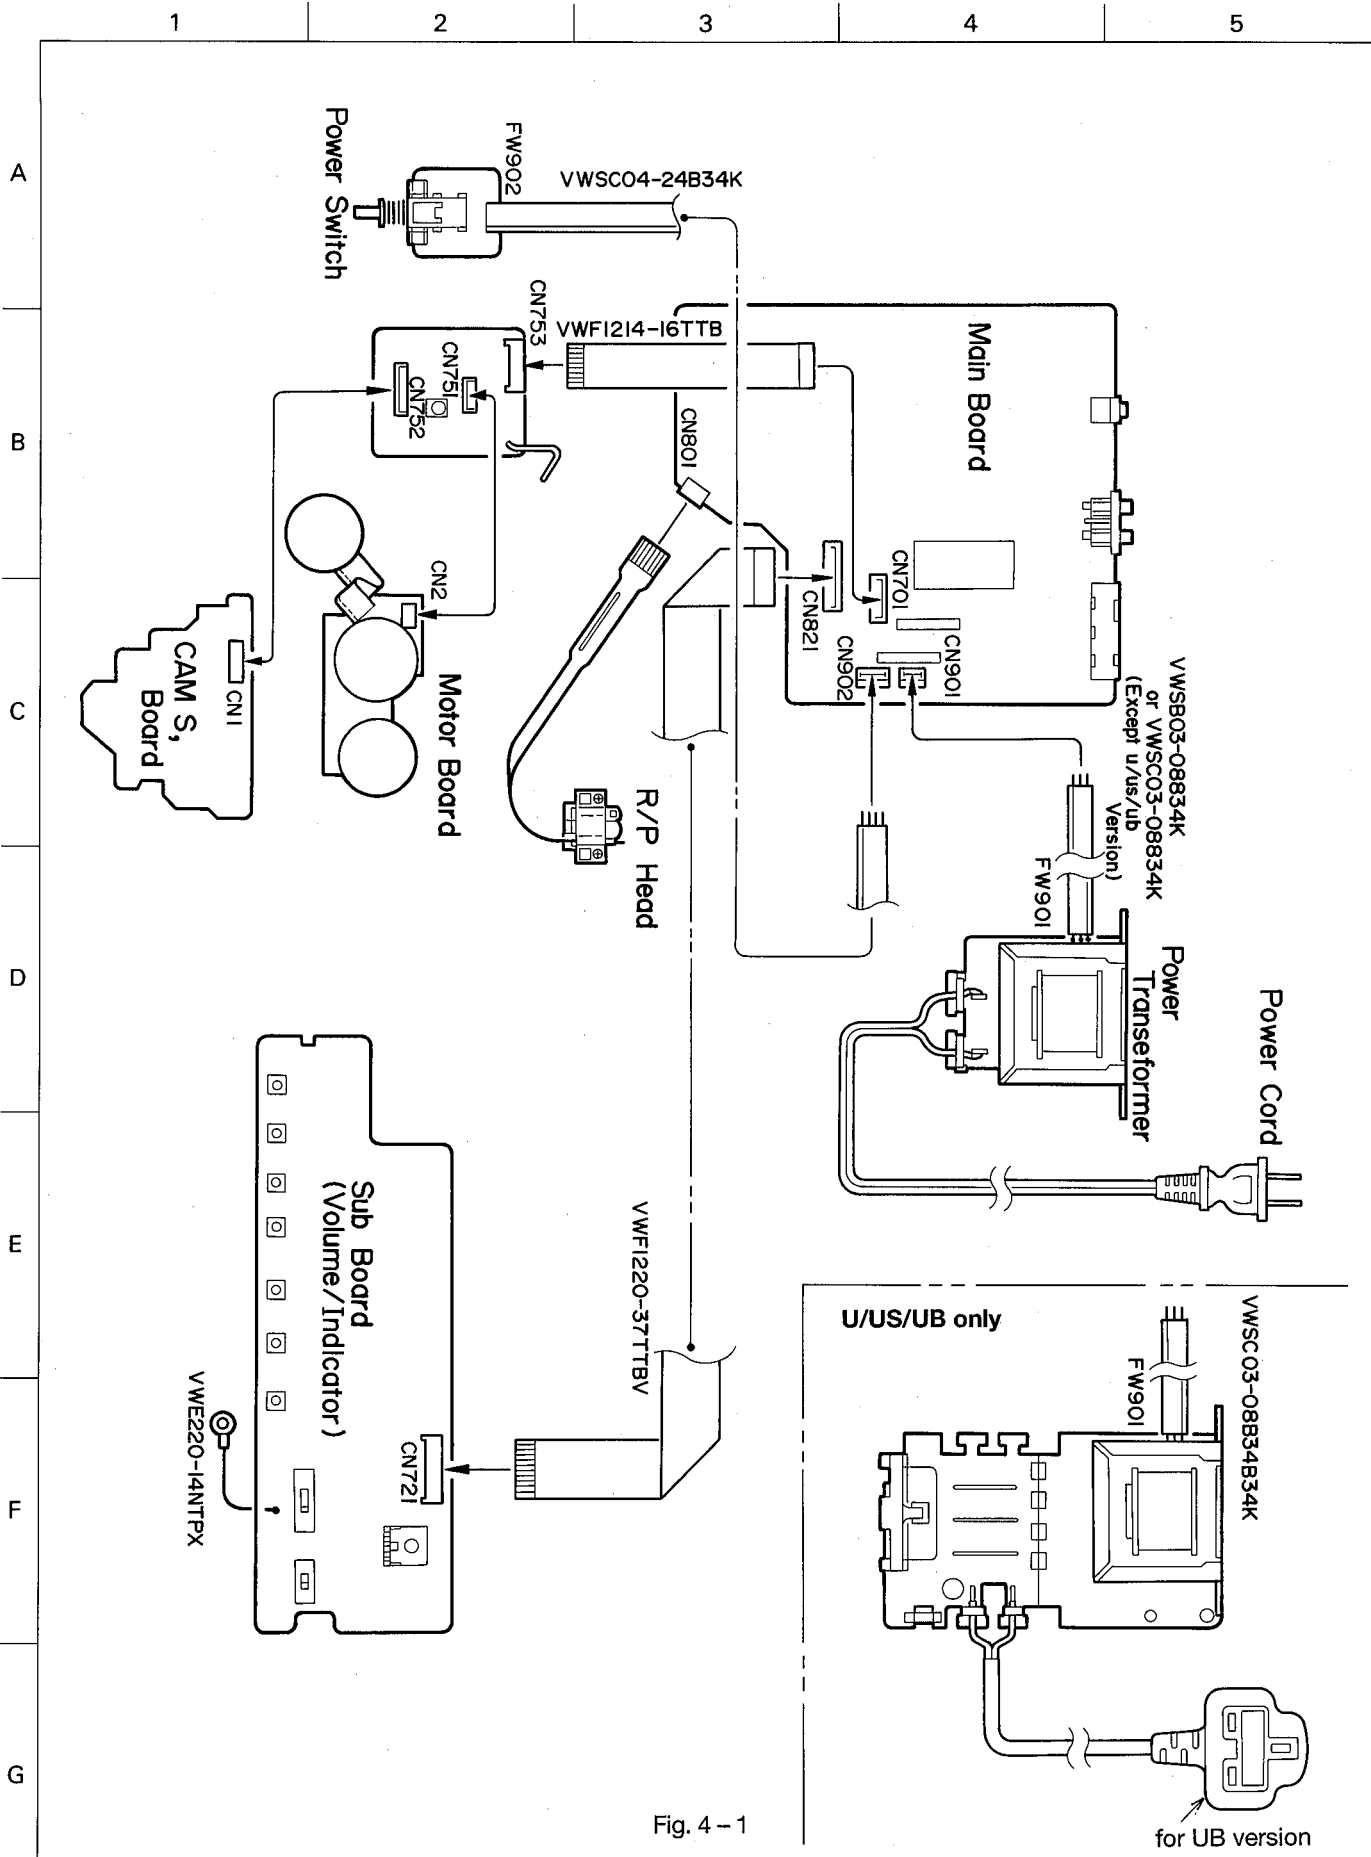 1 2 3 4 5
A
B
C
D
E
F
G
Power Switch
FW902
VWSC04-24B34K
CN753
VWF1214-16TTB
Main Board
CN751
CN752
CN801
CN701
CN821
CN901
CN902
CN2
Motor Board
CN1
CAM S,
Board
R/P Head
VWSB03-08834K
or VWSC03-08834K
(Except u/us/ub
Version)
FW901
Power
Transeformer
Power Cord
Sub Board
(Volume/Indicator)
VWF1220-37TTBV
CN721
VWE220-14NTPX
U/US/UB only
VWSC03-08B34B34K
FW901
for UB version
Fig. 4-1